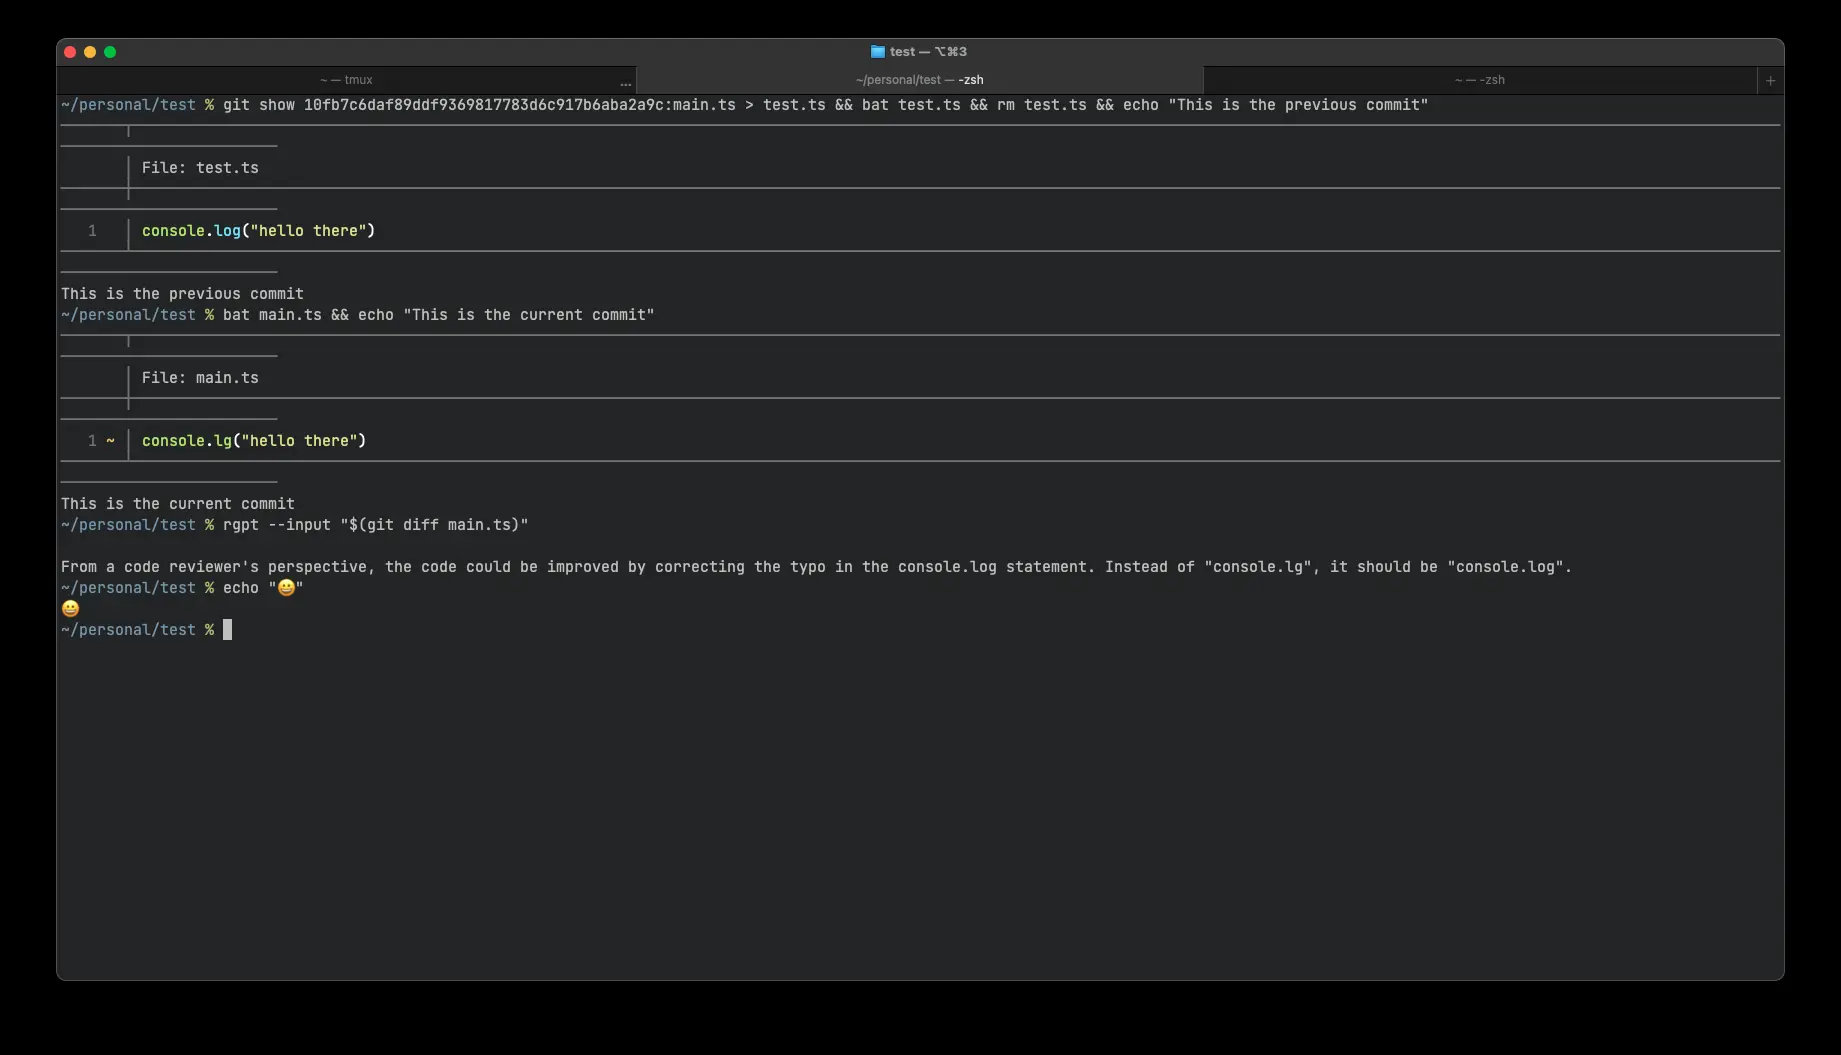 test — ⌥⌘3
~ — tmux ... ~/personal/test — -zsh ~ — -zsh +
~/personal/test % git show 10fb7c6daf89ddf9369817783d6c917b6aba2a9c:main.ts > test.ts && bat test.ts && rm test.ts && echo "This is the previous commit"
File: test.ts
1 console.log("hello there")
This is the previous commit
~/personal/test % bat main.ts && echo "This is the current commit"
File: main.ts
1 ~ console.lg("hello there")
This is the current commit
~/personal/test % rgpt --input "$(git diff main.ts)"
From a code reviewer's perspective, the code could be improved by correcting the typo in the console.log statement. Instead of "console.lg", it should be "console.log".
~/personal/test % echo "😀"
😀
~/personal/test %